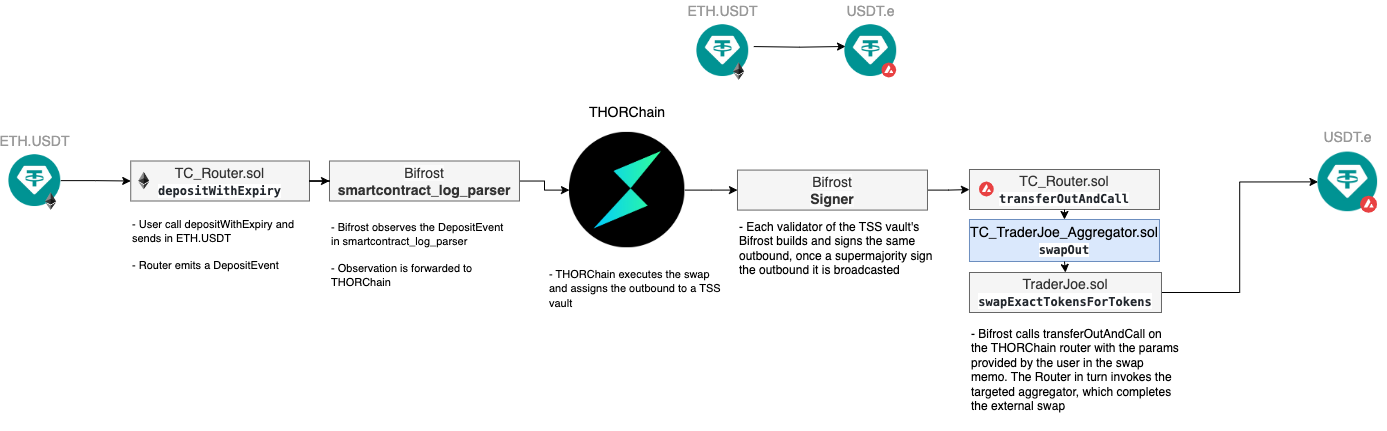 ETH.USDT
USDT.e
THORChain
ETH.USDT
TC_Router.sol
depositWithExpiry
- User call depositWithExpiry and
sends in ETH.USDT
- Router emits a DepositEvent
Bifrost
smartcontract_log_parser
- Bifrost observes the DepositEvent
in smartcontract_log_parser
- Observation is forwarded to
THORChain
- THORChain executes the swap
and assigns the outbound to a TSS
vault
Bifrost
Signer
- Each validator of the TSS vault's
Bifrost builds and signs the same
outbound, once a supermajority sign
the outbound it is broadcasted
TC_Router.sol
transferOutAndCall
TC_TraderJoe_Aggregator.sol
swapOut
TraderJoe.sol
swapExactTokensForTokens
- Bifrost calls transferOutAndCall on
the THORChain router with the params
provided by the user in the swap
memo. The Router in turn invokes the
targeted aggregator, which completes
the external swap
USDT.e